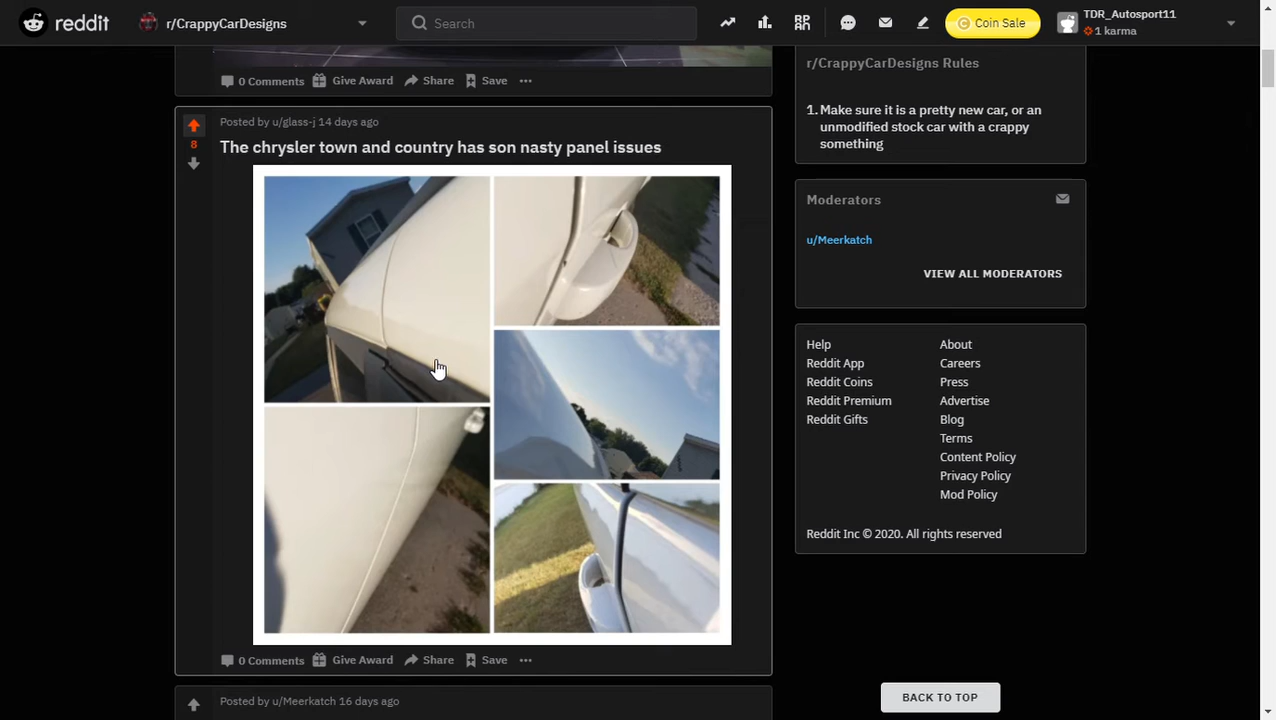 reddit
r/CrappyCarDesigns
Search
Coin Sale
TDR_Autosport11
1 karma
0 Comments
Give Award
Share
Save
r/CrappyCarDesigns Rules
1. Make sure it is a pretty new car, or an
unmodified stock car with a crappy
something
Posted by u/glass-j 14 days ago
8
The chrysler town and country has son nasty panel issues
Moderators
u/Meerkatch
VIEW ALL MODERATORS
Help
About
Reddit App
Careers
Reddit Coins
Press
Reddit Premium
Advertise
Reddit Gifts
Blog
Terms
Content Policy
Privacy Policy
Mod Policy
Reddit Inc © 2020. All rights reserved
0 Comments
Give Award
Share
Save
Posted by u/Meerkatch 16 days ago
BACK TO TOP